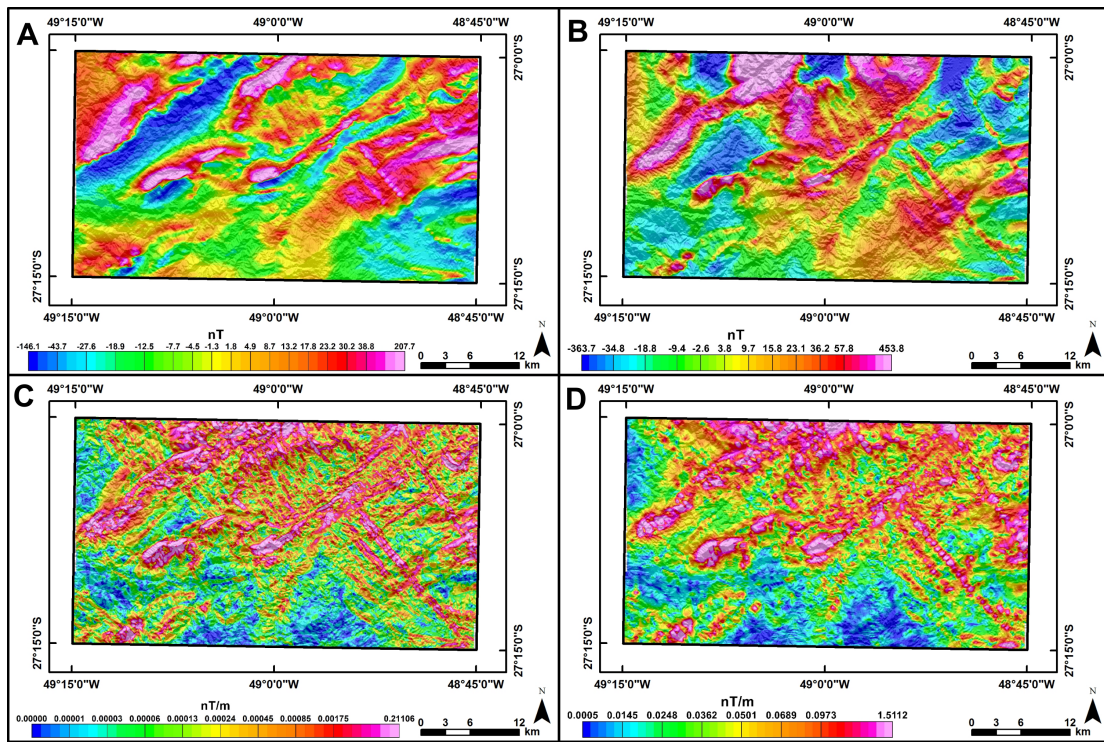 A
49°15'0"W 49°0'0"W 48°45'0"W
27°0'0"S
27°15'0"S 27°15'0"S
49°15'0"W 49°0'0"W 48°45'0"W
nT
-146.1 -43.7 -27.6 -18.9 -12.5 -7.7 -4.5 -1.3 1.8 4.9 8.7 13.2 17.8 23.2 30.2 38.8 207.7
0 3 6 12
km
N
B
49°15'0"W 49°0'0"W 48°45'0"W
27°0'0"S
27°15'0"S 27°15'0"S
49°15'0"W 49°0'0"W 48°45'0"W
nT
-363.7 -34.8 -18.8 -9.4 -2.6 3.8 9.7 15.8 23.1 36.2 57.8 453.8
0 3 6 12
km
N
C
49°15'0"W 49°0'0"W 48°45'0"W
27°0'0"S
27°15'0"S 27°15'0"S
49°15'0"W 49°0'0"W 48°45'0"W
nT/m
0.00001 0.00003 0.00006 0.00013 0.00024 0.00045 0.00085 0.00175 0.21106
0 3 6 12
km
N
D
49°15'0"W 49°0'0"W 48°45'0"W
27°0'0"S
27°15'0"S 27°15'0"S
49°15'0"W 49°0'0"W 48°45'0"W
nT/m
0.0005 0.0145 0.0248 0.0362 0.0501 0.0689 0.0973 1.5112
0 3 6 12
km
N